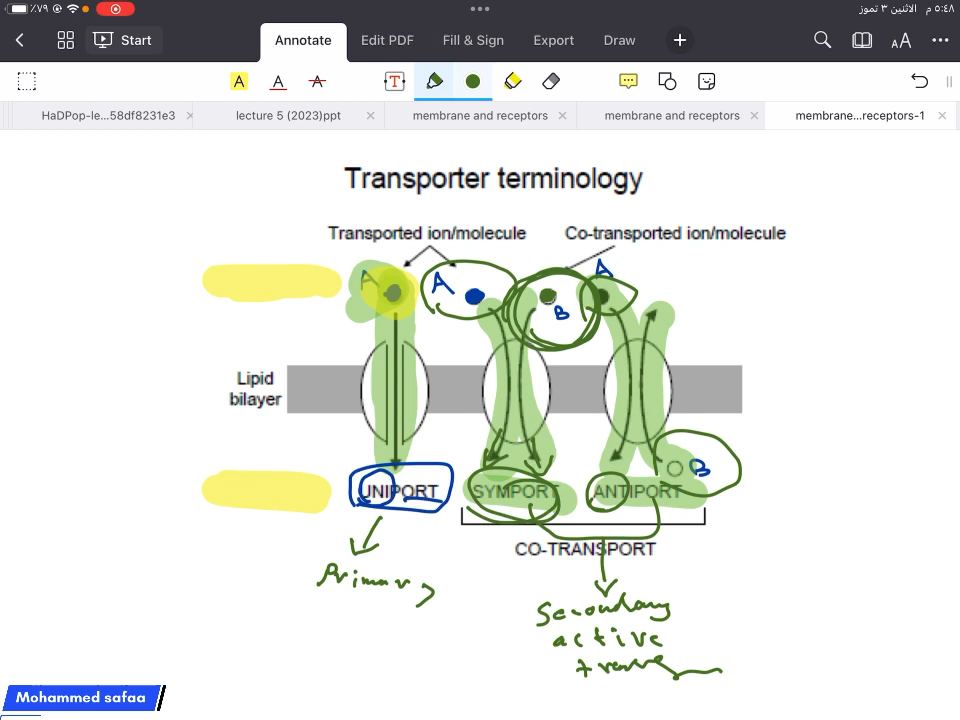 ٪٧٩ الاثنين ٣ تموز ٥:٤٨ م
Start
Annotate
Edit PDF
Fill & Sign
Export
Draw
AA
A A A T
HaDPop-le...58df8231e3
lecture 5 (2023)ppt
membrane and receptors
membrane and receptors
membrane...receptors-1
Transporter terminology
Transported ion/molecule
Co-transported ion/molecule
A A B A
Lipid
bilayer
B
UNIPORT SYMPORT ANTIPORT
CO-TRANSPORT
Primary
Secondary
active
Mohammed safaa